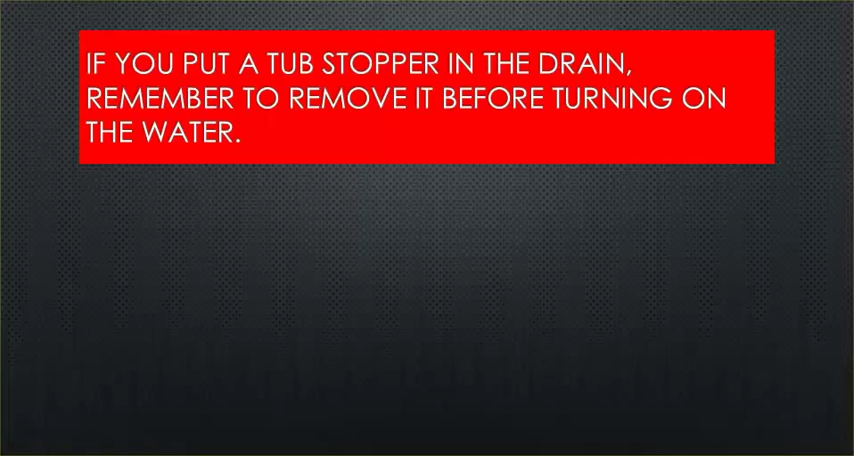 IF YOU PUT A TUB STOPPER IN THE DRAIN,
REMEMBER TO REMOVE IT BEFORE TURNING ON
THE WATER.